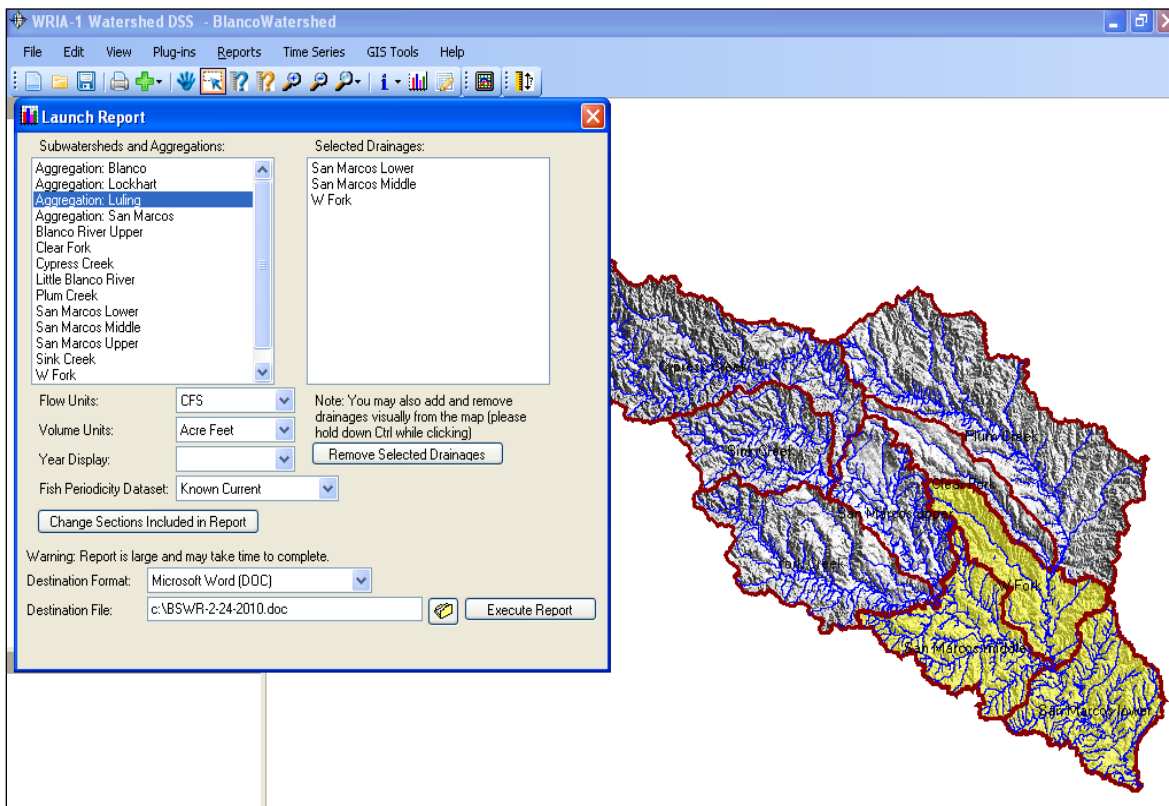 WRIA-1 Watershed DSS - BlancoWatershed
File Edit View Plug-ins Reports Time Series GIS Tools Help
Launch Report
Subwatersheds and Aggregations:
Aggregation: Blanco
Aggregation: Lockhart
Aggregation: Luling
Aggregation: San Marcos
Blanco River Upper
Clear Fork
Cypress Creek
Little Blanco River
Plum Creek
San Marcos Lower
San Marcos Middle
San Marcos Upper
Sink Creek
W Fork
Selected Drainages:
San Marcos Lower
San Marcos Middle
W Fork
Flow Units: CFS
Volume Units: Acre Feet
Year Display:
Note: You may also add and remove
drainages visually from the map (please
hold down Ctrl while clicking)
Remove Selected Drainages
Fish Periodicity Dataset: Known Current
Change Sections Included in Report
Warning: Report is large and may take time to complete.
Destination Format: Microsoft Word (DOC)
Destination File: c:\BSWR-2-24-2010.doc
Execute Report
Cypress Creek
Plum Creek
Sink Creek
Clear Fork
San Marcos upper
York Creek
W Fork
San Marcos middle
San Marcos lower